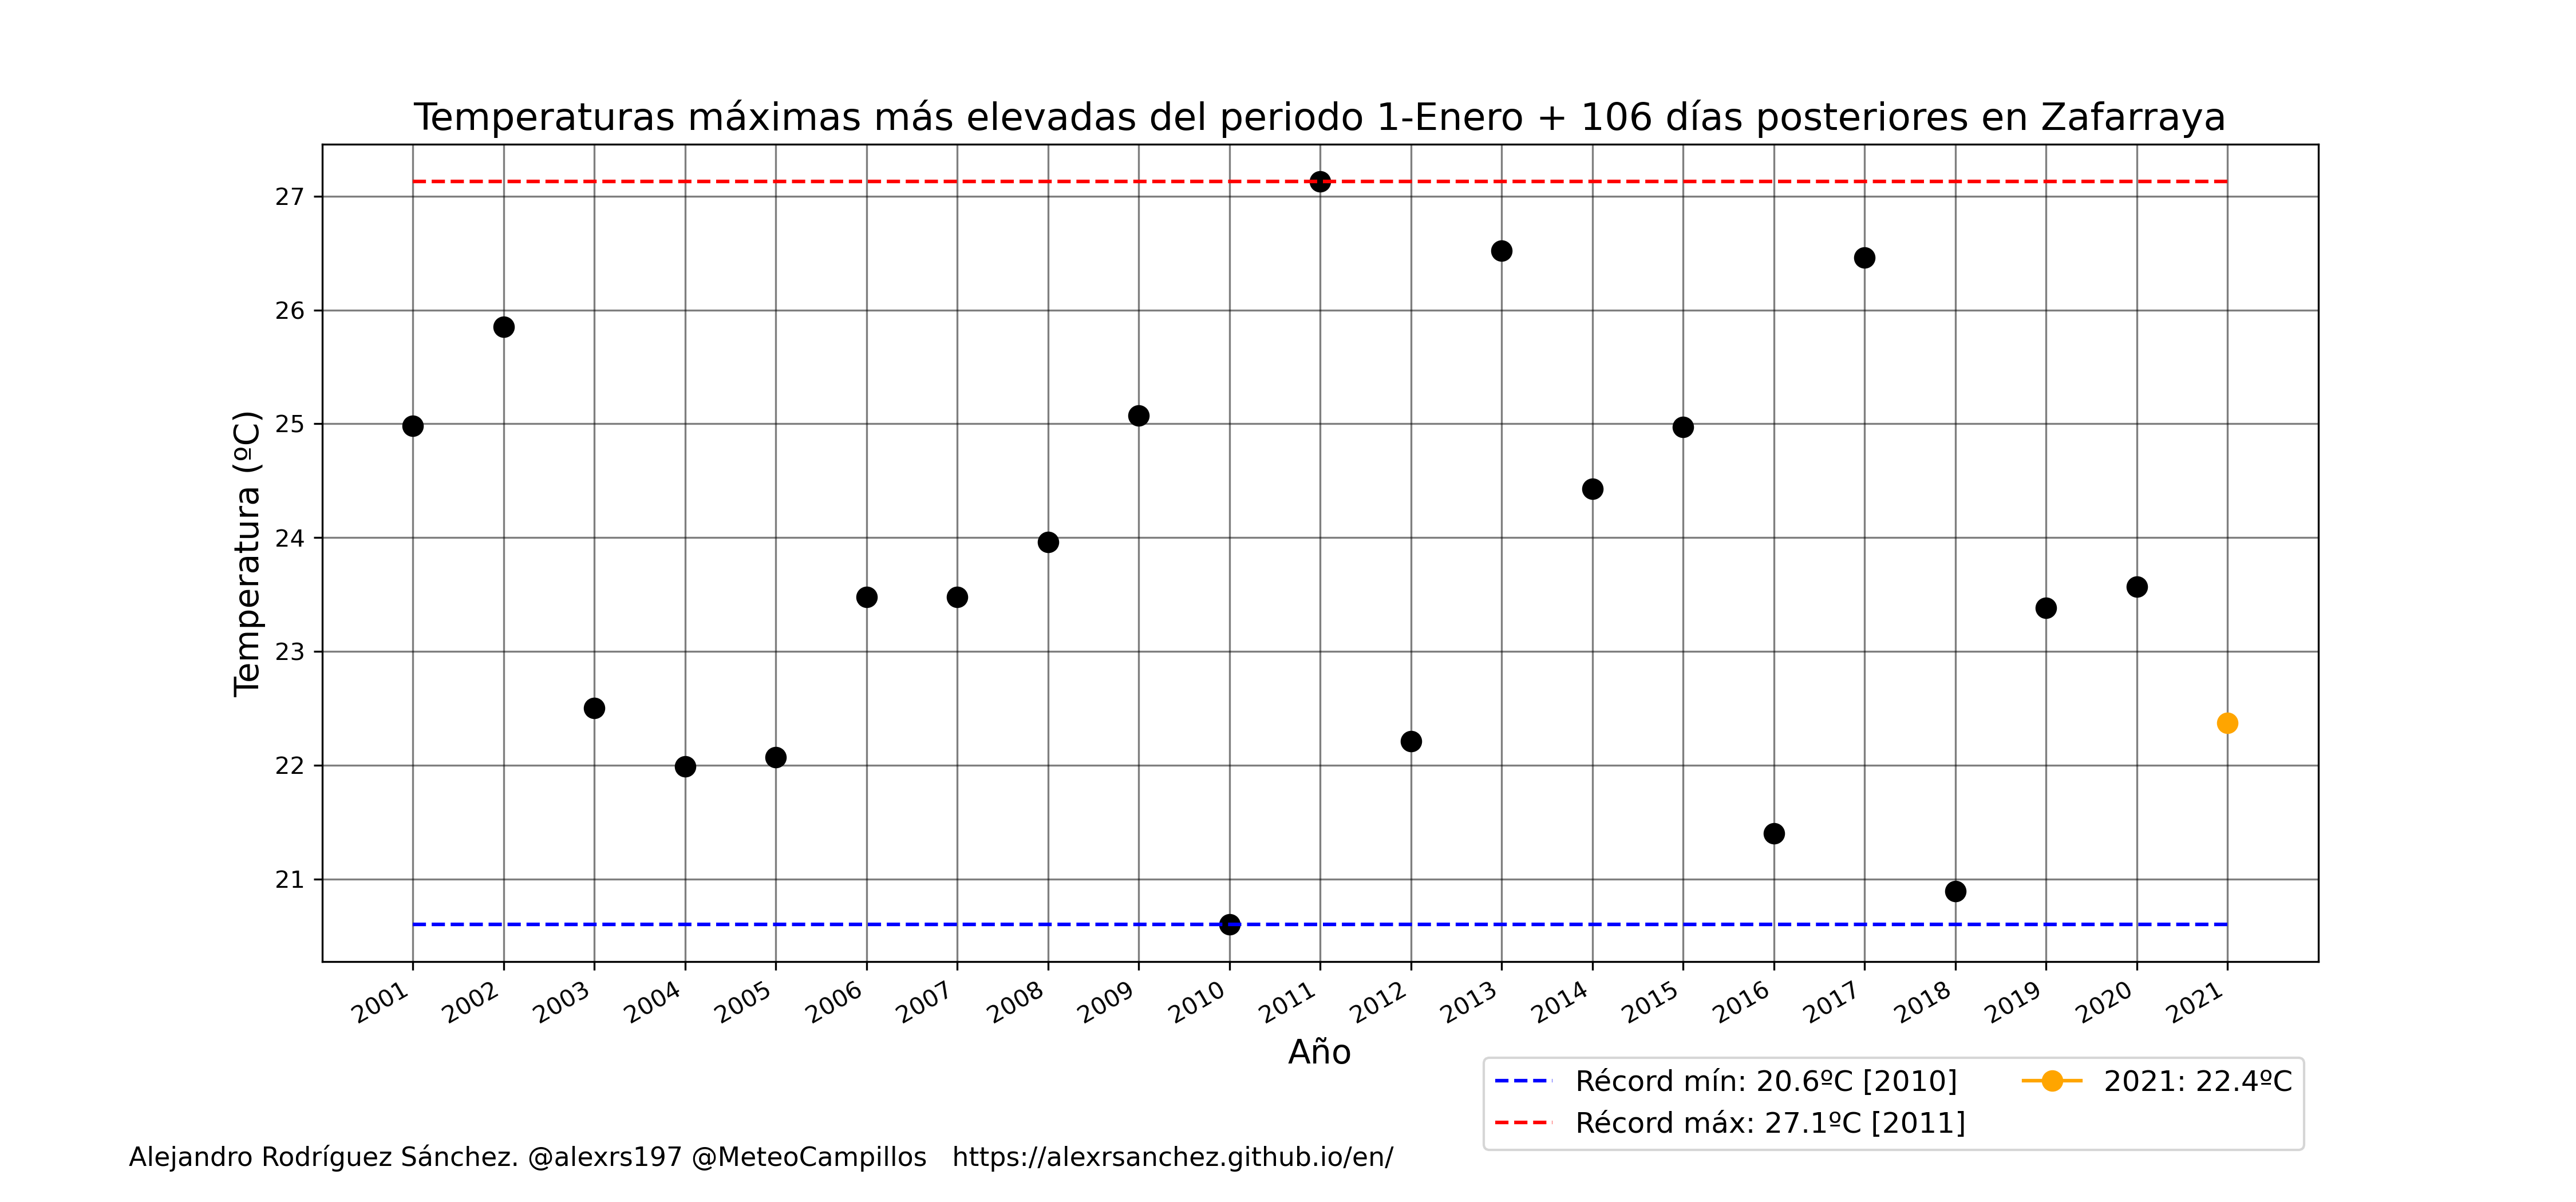 Temperaturas máximas más elevadas del periodo 1-Enero + 106 días posteriores en Zafarraya
Temperatura (ºC)
27
26
25
24
23
22
21
2001 2002 2003 2004 2005 2006 2007 2008 2009 2010 2011 2012 2013 2014 2015 2016 2017 2018 2019 2020 2021
Año
Récord mín: 20.6ºC [2010]
Récord máx: 27.1ºC [2011]
2021: 22.4ºC
Alejandro Rodríguez Sánchez. @alexrs197 @MeteoCampillos https://alexrsanchez.github.io/en/